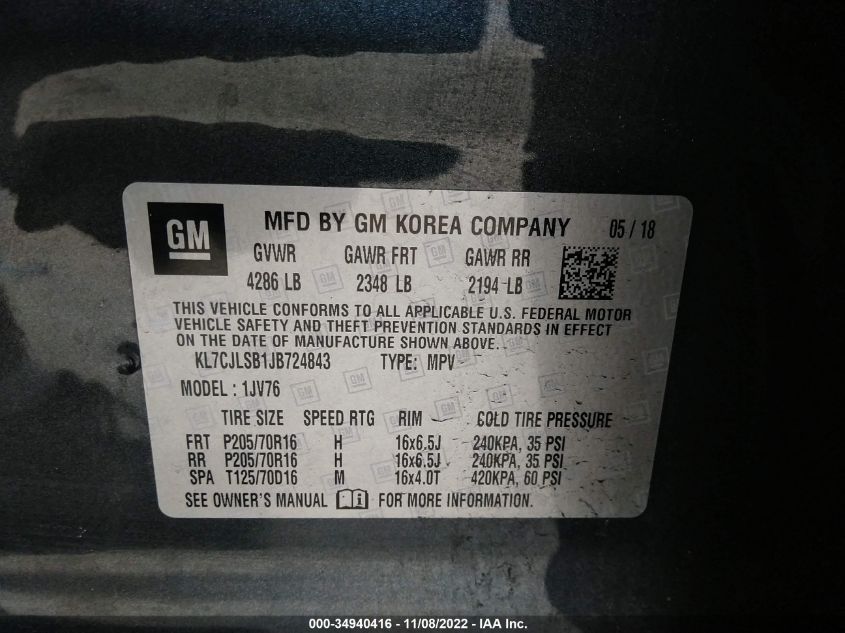 GM MFD BY GM KOREA COMPANY 05 / 18
GVWR GAWR FRT GAWR RR
4286 LB 2348 LB 2194 LB
THIS VEHICLE CONFORMS TO ALL APPLICABLE U.S. FEDERAL MOTOR
VEHICLE SAFETY AND THEFT PREVENTION STANDARDS IN EFFECT
ON THE DATE OF MANUFACTURE SHOWN ABOVE.
KL7CJLSB1JB724843 TYPE: MPV
MODEL : 1JV76
TIRE SIZE SPEED RTG RIM COLD TIRE PRESSURE
FRT P205/70R16 H 16x6.5J 240KPA, 35 PSI
RR P205/70R16 H 16x6.5J 240KPA, 35 PSI
SPA T125/70D16 M 16x4.0T 420KPA, 60 PSI
SEE OWNER'S MANUAL i FOR MORE INFORMATION.
000-34940416 - 11/08/2022 - IAA Inc.